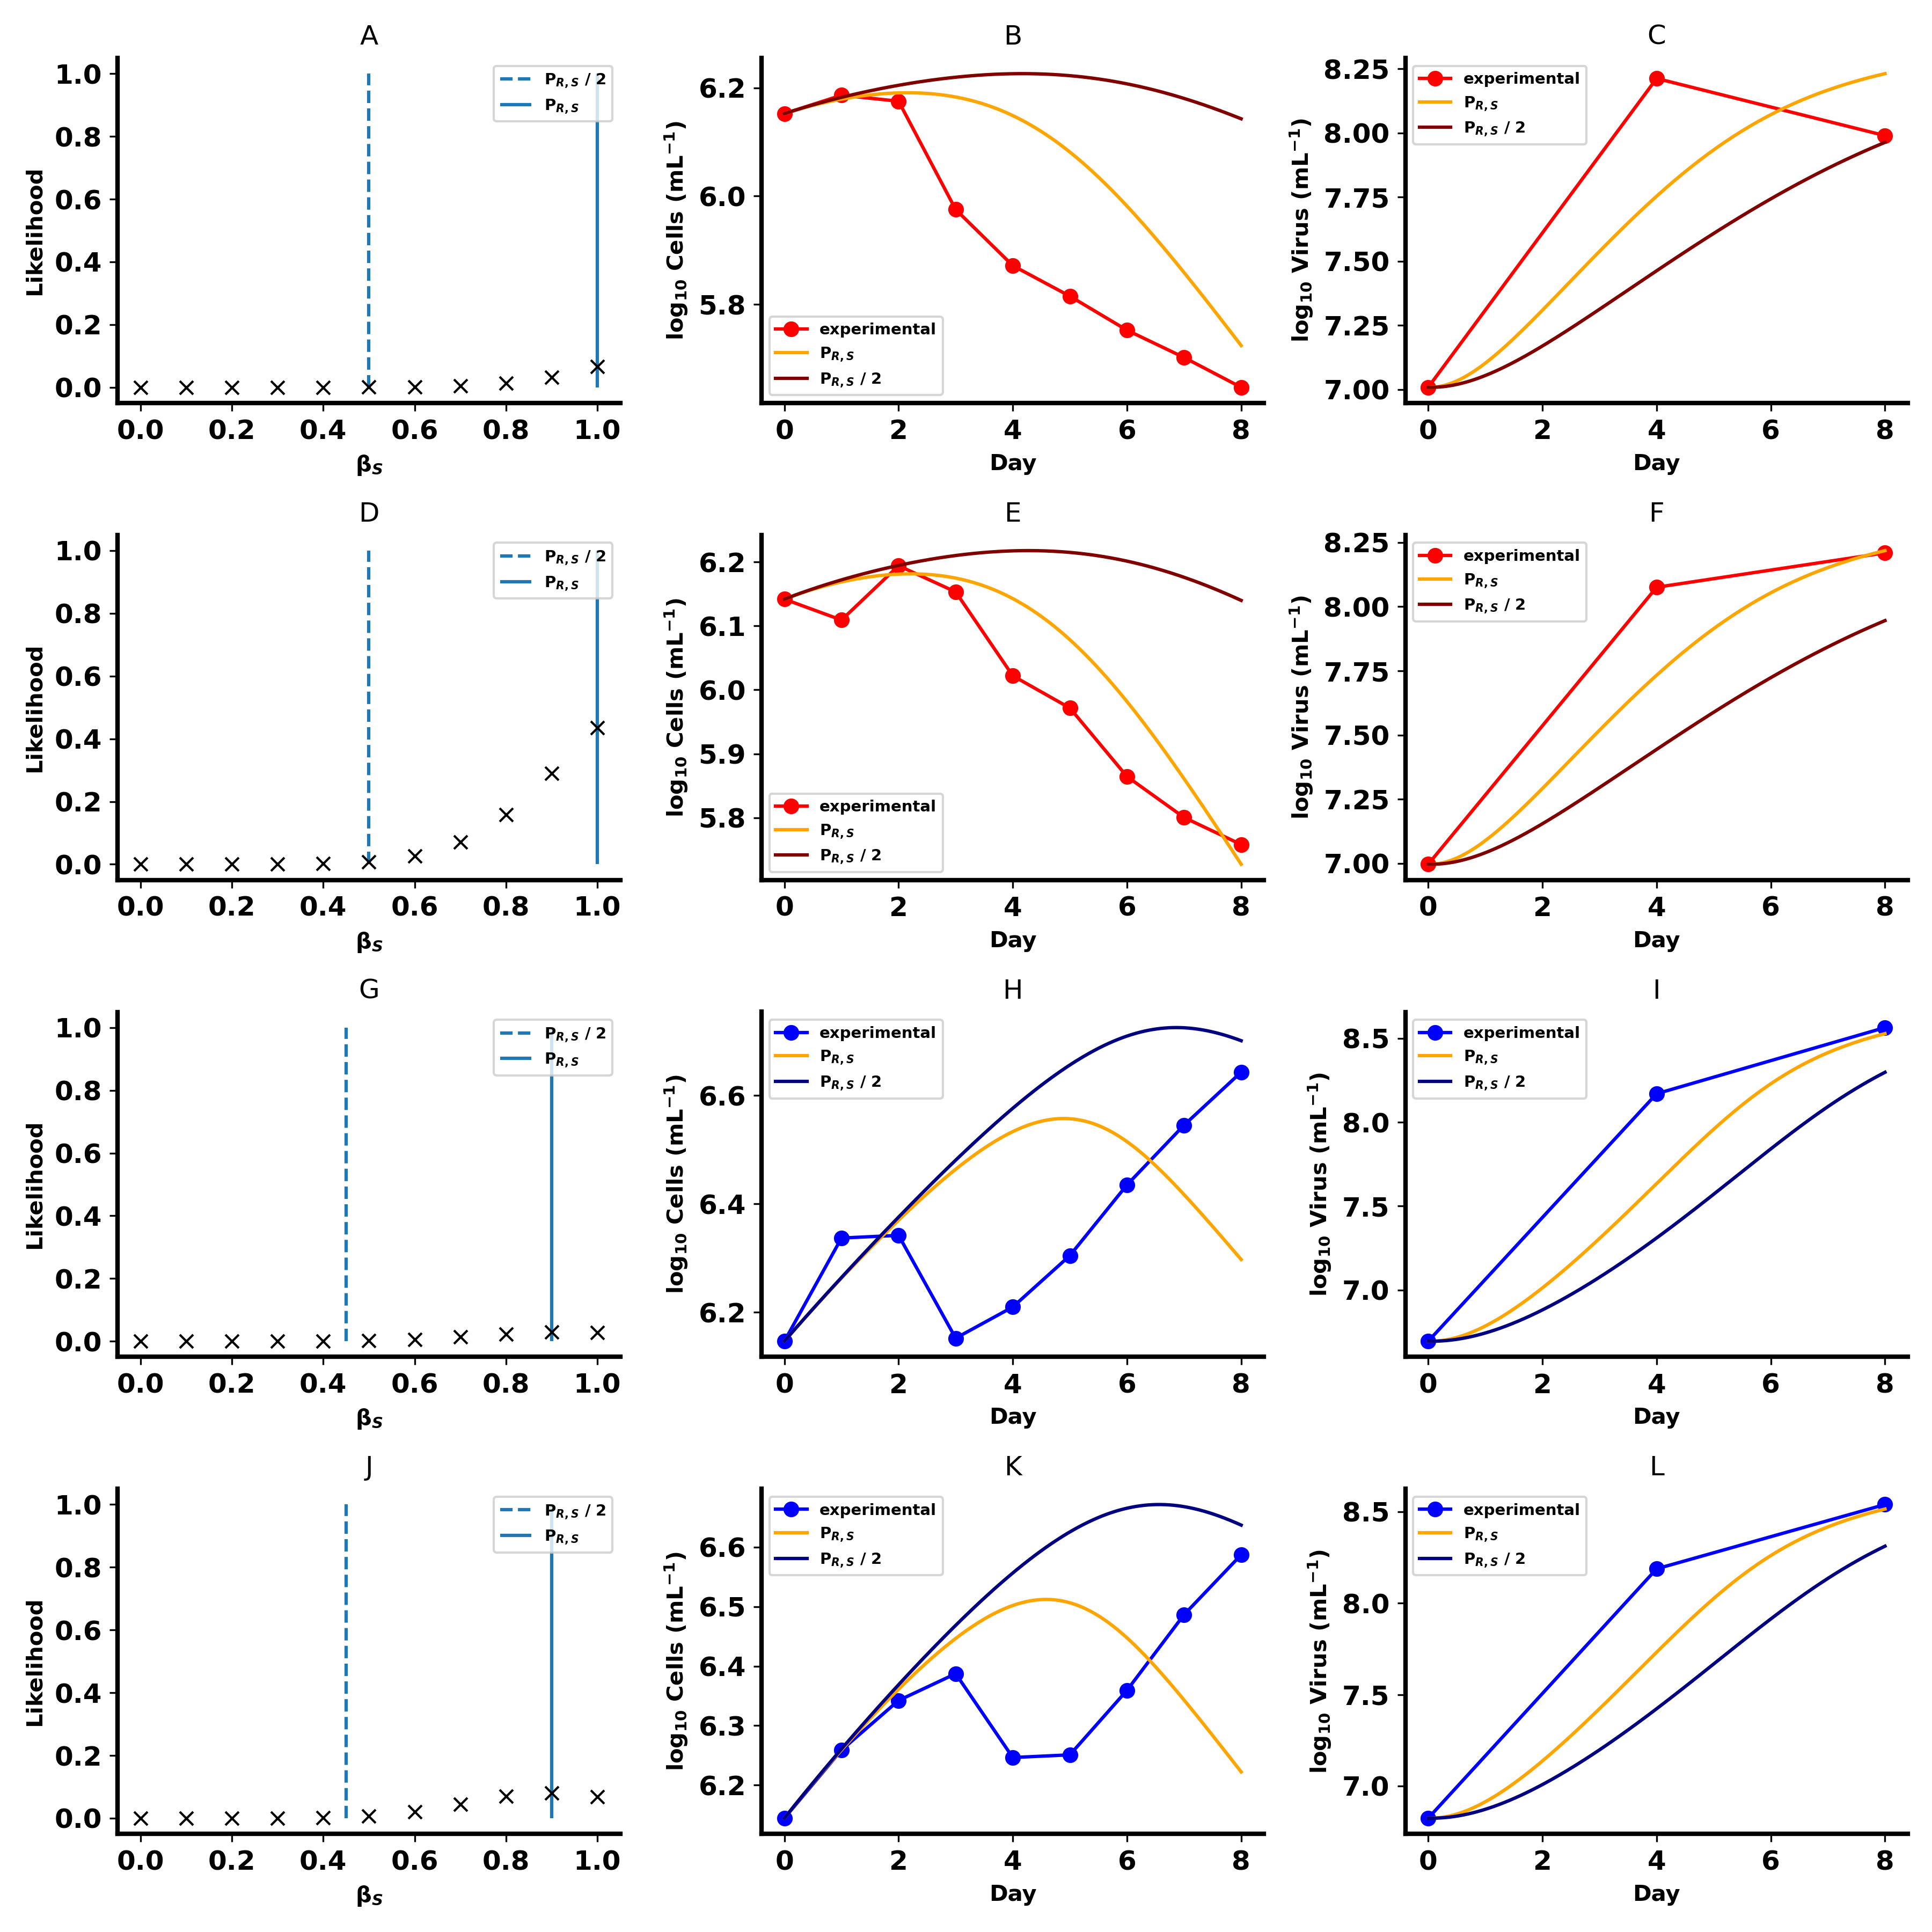 A
Likelihood
1.0
0.8
0.6
0.4
0.2
0.0
P_{R,S} / 2
P_{R,S}
0.0 0.2 0.4 0.6 0.8 1.0
β_S
B
log₁₀ Cells (mL⁻¹)
6.2
6.0
5.8
experimental
P_{R,S}
P_{R,S} / 2
0 2 4 6 8
Day
C
log₁₀ Virus (mL⁻¹)
8.25
8.00
7.75
7.50
7.25
7.00
experimental
P_{R,S}
P_{R,S} / 2
0 2 4 6 8
Day
D
Likelihood
1.0
0.8
0.6
0.4
0.2
0.0
P_{R,S} / 2
P_{R,S}
0.0 0.2 0.4 0.6 0.8 1.0
β_S
E
log₁₀ Cells (mL⁻¹)
6.2
6.1
6.0
5.9
5.8
experimental
P_{R,S}
P_{R,S} / 2
0 2 4 6 8
Day
F
log₁₀ Virus (mL⁻¹)
8.25
8.00
7.75
7.50
7.25
7.00
experimental
P_{R,S}
P_{R,S} / 2
0 2 4 6 8
Day
G
Likelihood
1.0
0.8
0.6
0.4
0.2
0.0
P_{R,S} / 2
P_{R,S}
0.0 0.2 0.4 0.6 0.8 1.0
β_S
H
log₁₀ Cells (mL⁻¹)
6.6
6.4
6.2
experimental
P_{R,S}
P_{R,S} / 2
0 2 4 6 8
Day
I
log₁₀ Virus (mL⁻¹)
8.5
8.0
7.5
7.0
experimental
P_{R,S}
P_{R,S} / 2
0 2 4 6 8
Day
J
Likelihood
1.0
0.8
0.6
0.4
0.2
0.0
P_{R,S} / 2
P_{R,S}
0.0 0.2 0.4 0.6 0.8 1.0
β_S
K
log₁₀ Cells (mL⁻¹)
6.6
6.5
6.4
6.3
6.2
experimental
P_{R,S}
P_{R,S} / 2
0 2 4 6 8
Day
L
log₁₀ Virus (mL⁻¹)
8.5
8.0
7.5
7.0
experimental
P_{R,S}
P_{R,S} / 2
0 2 4 6 8
Day